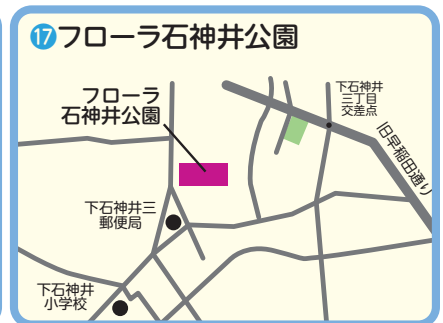 ⑰フローラ石神井公園
フローラ
石神井公園
下石神井
三丁目
交差点
旧早稲田通り
下石神井三
郵便局
下石神井
小学校